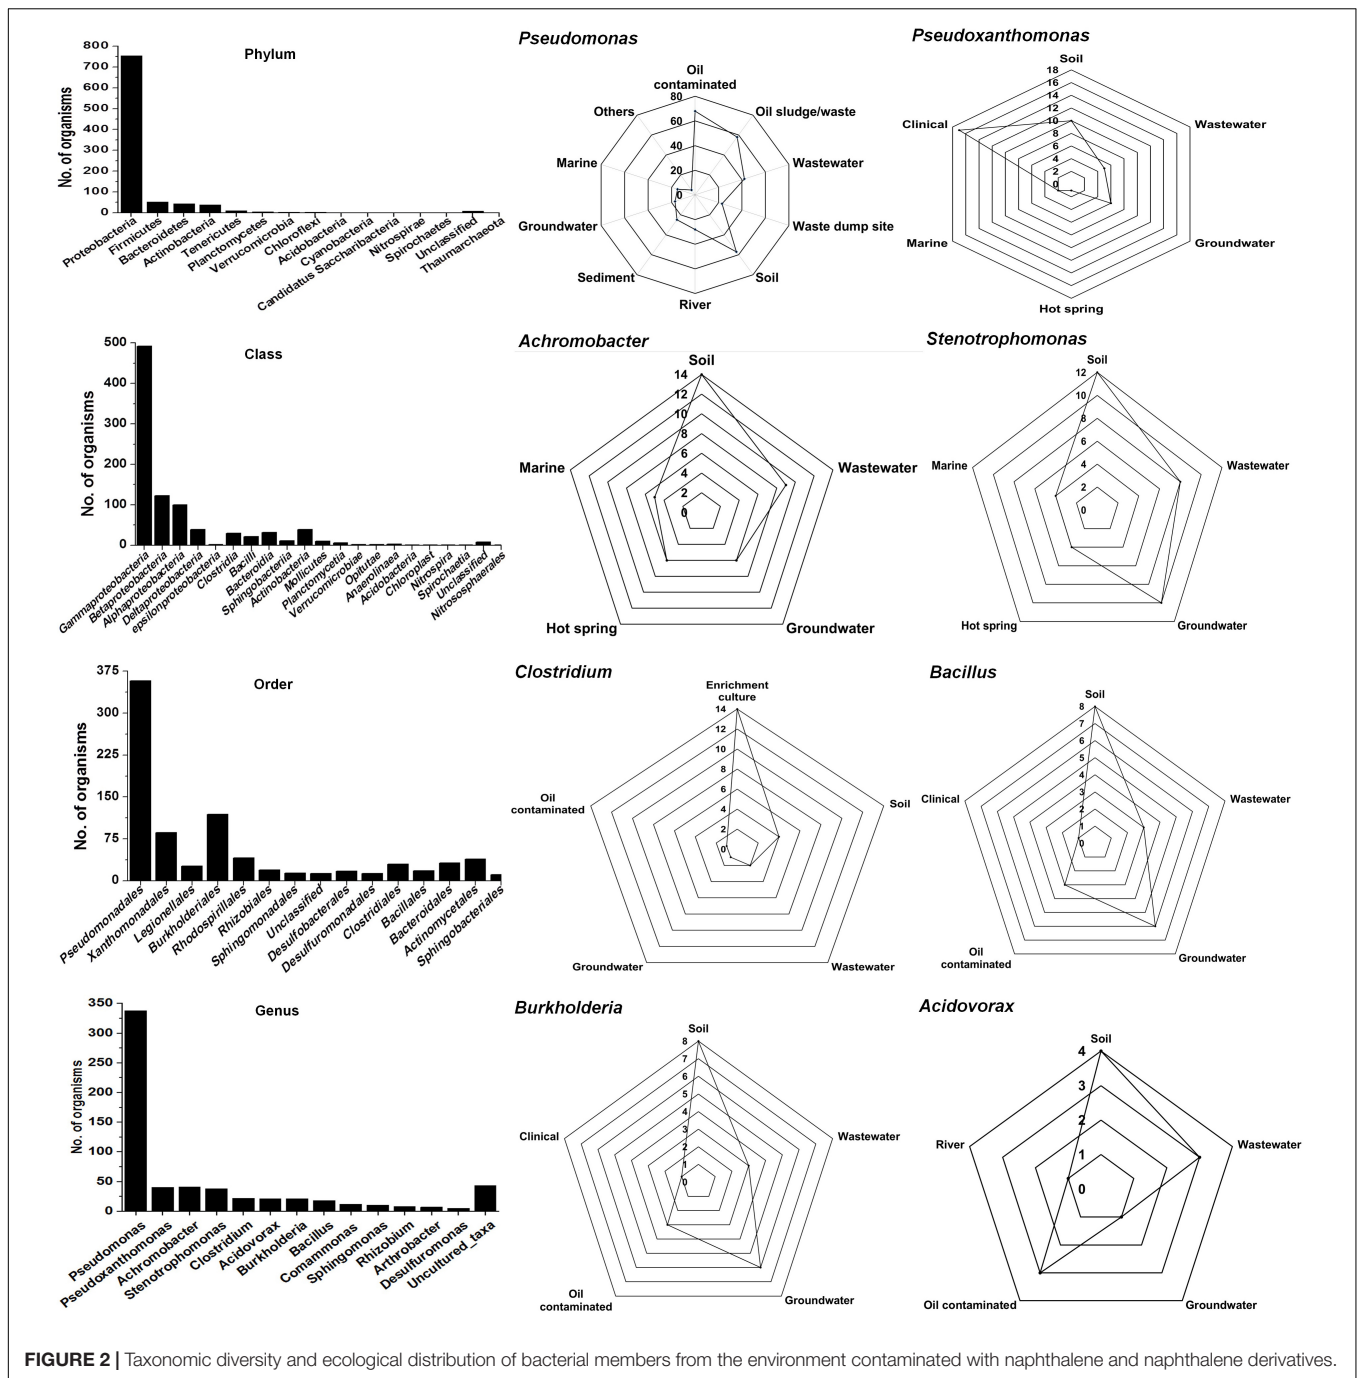 Phylum
No. of organisms
800
700
600
500
400
300
200
100
0
Proteobacteria
Firmicutes
Bacteroidetes
Actinobacteria
Tenericutes
Planctomycetes
Verrucomicrobia
Chloroflexi
Acidobacteria
Cyanobacteria
Candidatus Saccharibacteria
Nitrospirae
Spirochaetes
Unclassified
Thaumarchaeota
Pseudomonas
Oil
contaminated
80
60
40
20
0
Oil sludge/waste
Wastewater
Waste dump site
Soil
River
Sediment
Groundwater
Marine
Others
Pseudoxanthomonas
Soil
18
16
14
12
10
8
6
4
2
0
Wastewater
Groundwater
Hot spring
Marine
Clinical
Class
No. of organisms
500
400
300
200
100
0
Gammaproteobacteria
Betaproteobacteria
Alphaproteobacteria
Deltaproteobacteria
epsilonproteobacteria
Clostridia
Bacilli
Bacteroidia
Sphingobacteriia
Actinobacteria
Mollicutes
Planctomycetia
Verrucomicrobiae
Opitutae
Anaerolineae
Acidobacteria
Chloroplast
Nitrospira
Spirochaetia
Unclassified
Nitrososphaerales
Achromobacter
Soil
14
12
10
8
6
4
2
0
Wastewater
Groundwater
Hot spring
Marine
Stenotrophomonas
Soil
12
10
8
6
4
2
0
Wastewater
Groundwater
Hot spring
Marine
Order
No. of organisms
375
300
225
150
75
0
Pseudomonadales
Xanthomonadales
Legionellales
Burkholderiales
Rhodospirillales
Rhizobiales
Sphingomonadales
Unclassified
Desulfobacterales
Desulfuromonadales
Clostridiales
Bacillales
Bacteroidales
Actinomycetales
Sphingobacteriales
Clostridium
Enrichment
culture
14
12
10
8
6
4
2
0
Soil
Wastewater
Groundwater
Oil
contaminated
Bacillus
Soil
8
7
6
5
4
3
2
1
0
Wastewater
Groundwater
Oil
contaminated
Clinical
Genus
No. of organisms
350
300
250
200
150
100
50
0
Pseudomonas
Pseudoxanthomonas
Achromobacter
Stenotrophomonas
Clostridium
Acidovorax
Burkholderia
Bacillus
Comammonas
Sphingmonas
Rhizobium
Arthrobacter
Desulfuromonas
Uncultured_taxa
Burkholderia
Soil
8
7
6
5
4
3
2
1
0
Wastewater
Groundwater
Oil
contaminated
Clinical
Acidovorax
Soil
4
3
2
1
0
Wastewater
Groundwater
Oil contaminated
River
FIGURE 2 | Taxonomic diversity and ecological distribution of bacterial members from the environment contaminated with naphthalene and naphthalene derivatives.